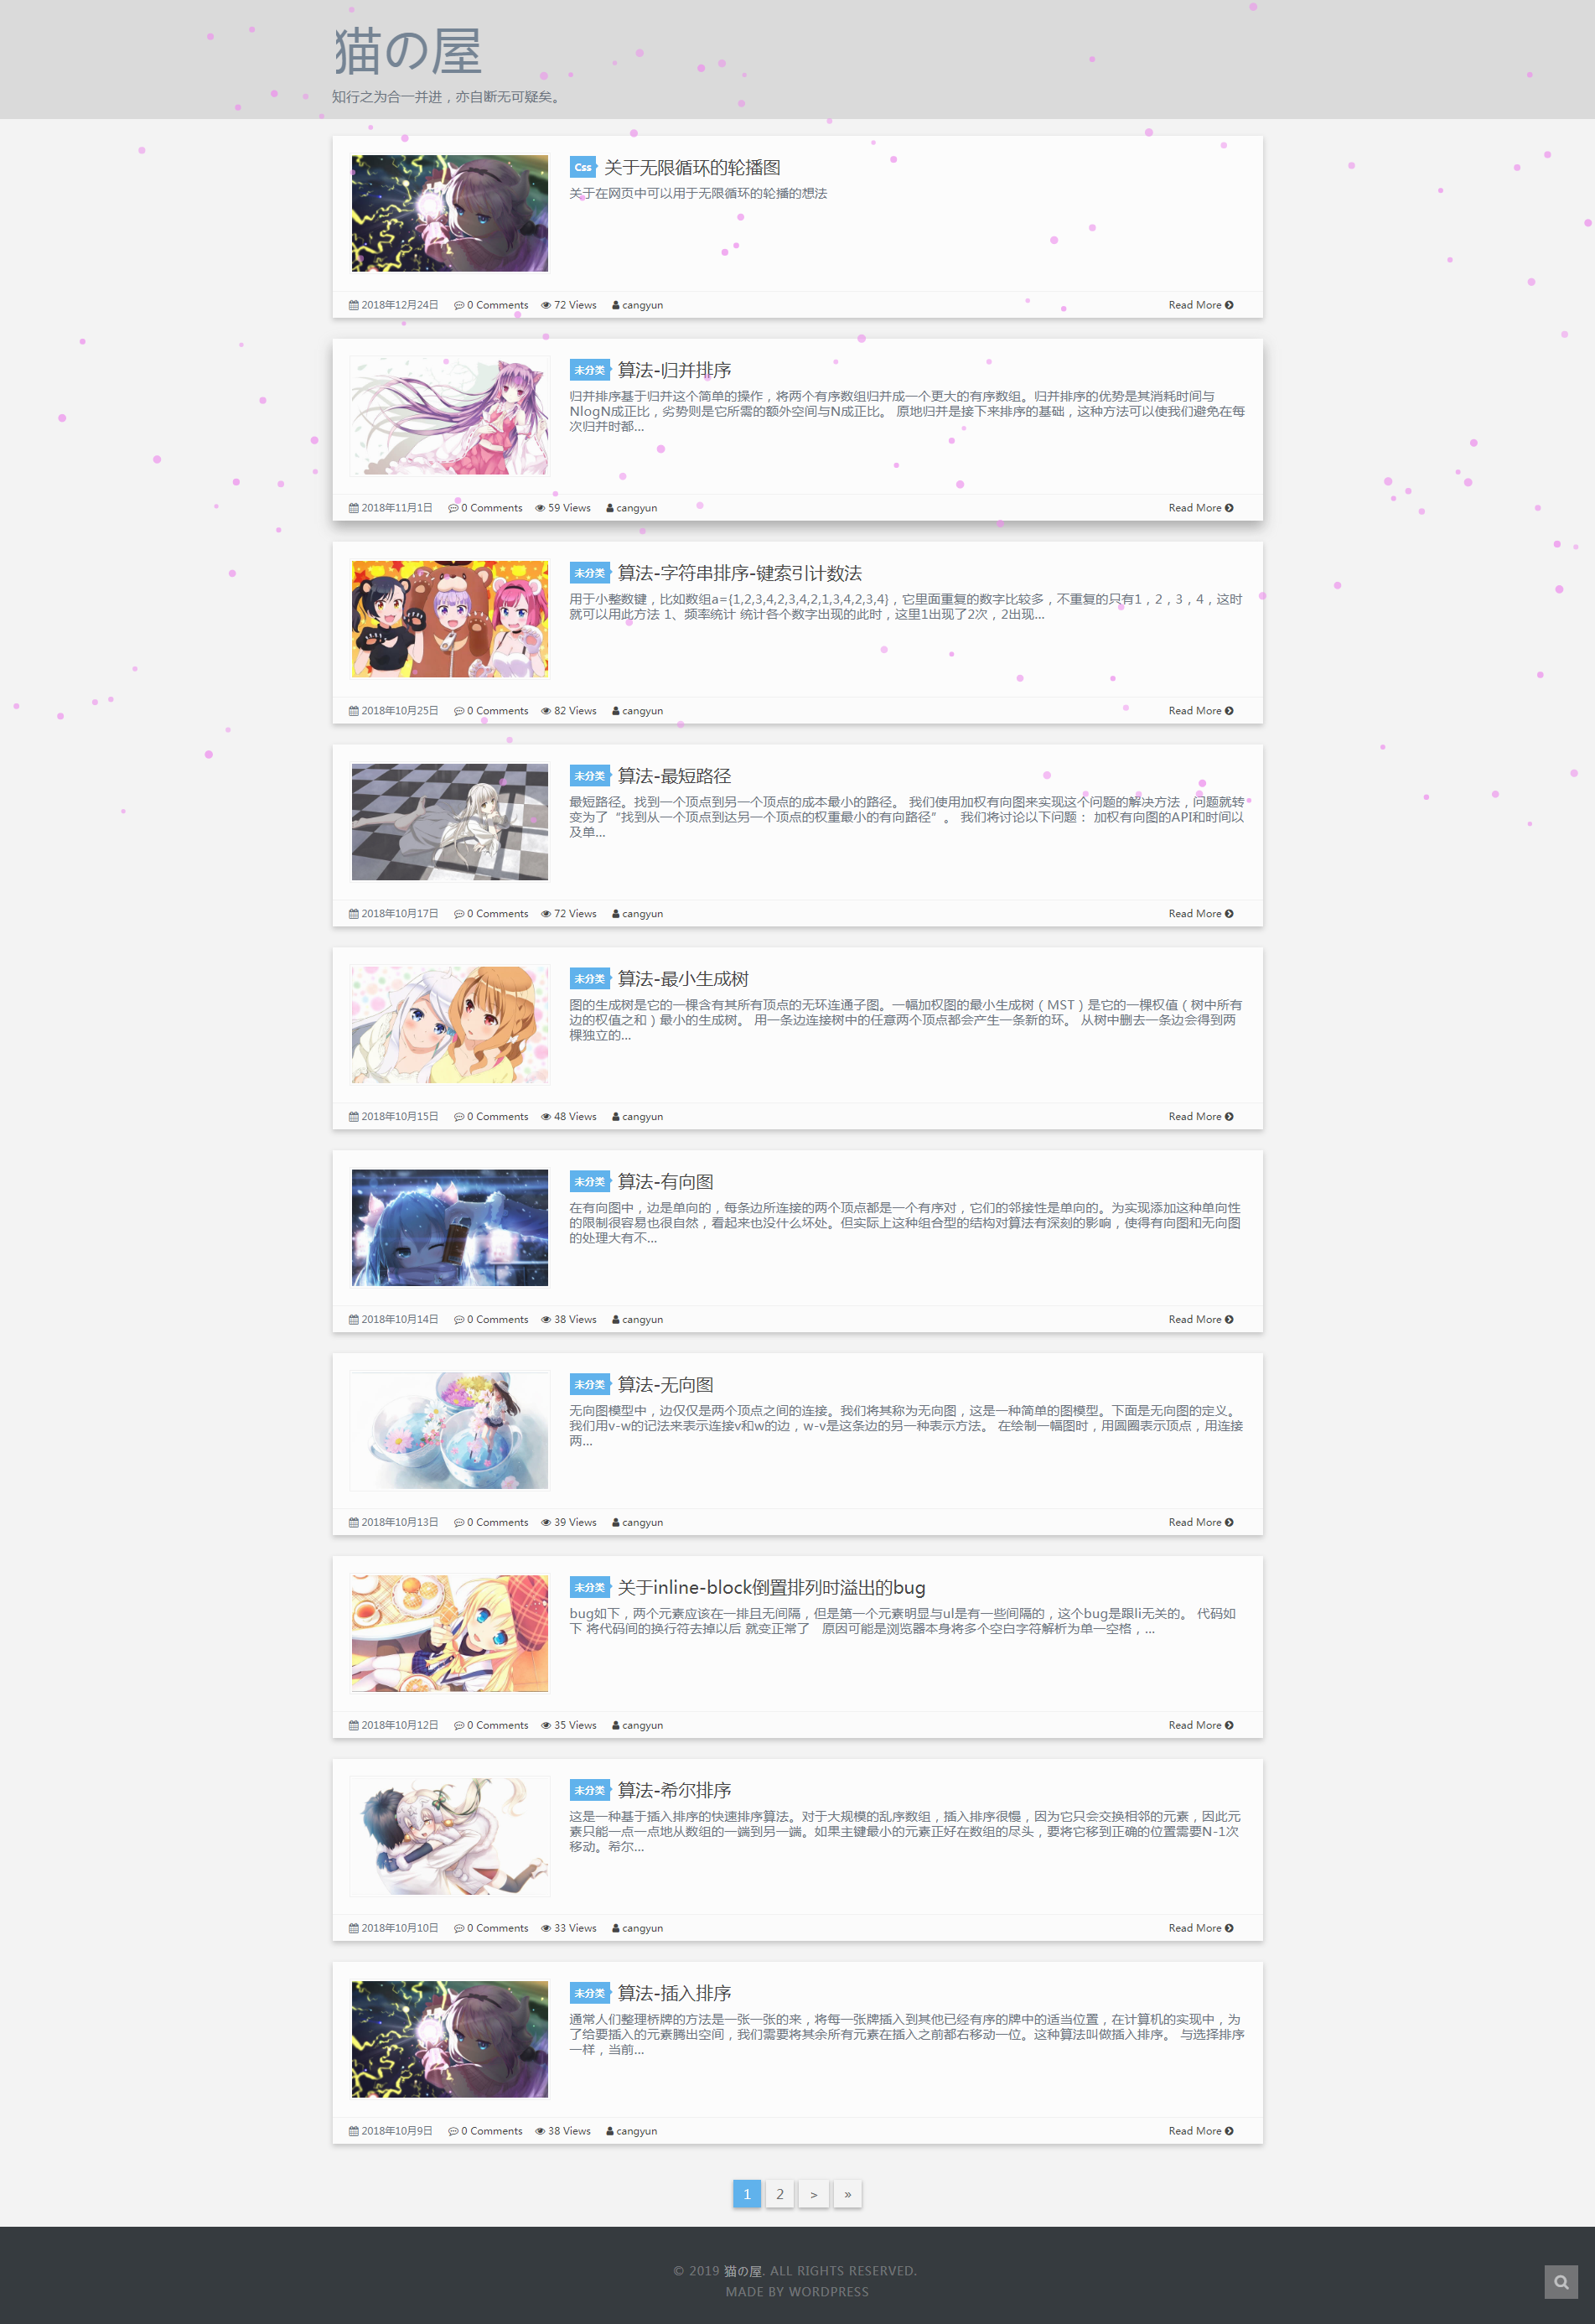 猫の屋
知行之为合一并进，亦自断无可疑矣。
Css 关于无限循环的轮播图
关于在网页中可以用于无限循环的轮播的想法
2018年12月24日 0 Comments 72 Views cangyun Read More
未分类 算法-归并排序
归并排序基于归并这个简单的操作，将两个有序数组归并成一个更大的有序数组。归并排序的优势是其消耗时间与
NlogN成正比，劣势则是它所需的额外空间与N成正比。 原地归并是接下来排序的基础，这种方法可以使我们避免在每
次归并时都...
2018年11月1日 0 Comments 59 Views cangyun Read More
未分类 算法-字符串排序-键索引计数法
用于小整数键，比如数组a={1,2,3,4,2,3,4,2,1,3,4,2,3,4}，它里面重复的数字比较多，不重复的只有1，2，3，4，这时
就可以用此方法 1、频率统计 统计各个数字出现的此时，这里1出现了2次，2出现...
2018年10月25日 0 Comments 82 Views cangyun Read More
未分类 算法-最短路径
最短路径。找到一个顶点到另一个顶点的成本最小的路径。 我们使用加权有向图来实现这个问题的解决方法，问题就转
变为了“找到从一个顶点到达另一个顶点的权重最小的有向路径”。 我们将讨论以下问题： 加权有向图的API和时间以
及单...
2018年10月17日 0 Comments 72 Views cangyun Read More
未分类 算法-最小生成树
图的生成树是它的一棵含有其所有顶点的无环连通子图。一幅加权图的最小生成树（MST）是它的一棵权值（树中所有
边的权值之和）最小的生成树。 用一条边连接树中的任意两个顶点都会产生一条新的环。 从树中删去一条边会得到两
棵独立的...
2018年10月15日 0 Comments 48 Views cangyun Read More
未分类 算法-有向图
在有向图中，边是单向的，每条边所连接的两个顶点都是一个有序对，它们的邻接性是单向的。为实现添加这种单向性
的限制很容易也很自然，看起来也没什么坏处。但实际上这种组合型的结构对算法有深刻的影响，使得有向图和无向图
的处理大有不...
2018年10月14日 0 Comments 38 Views cangyun Read More
未分类 算法-无向图
无向图模型中，边仅仅是两个顶点之间的连接。我们将其称为无向图，这是一种简单的图模型。下面是无向图的定义。
我们用v-w的记法来表示连接v和w的边，w-v是这条边的另一种表示方法。 在绘制一幅图时，用圆圈表示顶点，用连接
两...
2018年10月13日 0 Comments 39 Views cangyun Read More
未分类 关于inline-block倒置排列时溢出的bug
bug如下，两个元素应该在一排且无间隔，但是第一个元素明显与ul是有一些间隔的，这个bug是跟li无关的。 代码如
下 将代码间的换行符去掉以后 就变正常了 原因可能是浏览器本身将多个空白字符解析为单一空格，...
2018年10月12日 0 Comments 35 Views cangyun Read More
未分类 算法-希尔排序
这是一种基于插入排序的快速排序算法。对于大规模的乱序数组，插入排序很慢，因为它只会交换相邻的元素，因此元
素只能一点一点地从数组的一端到另一端。如果主键最小的元素正好在数组的尽头，要将它移到正确的位置需要N-1次
移动。希尔...
2018年10月10日 0 Comments 33 Views cangyun Read More
未分类 算法-插入排序
通常人们整理桥牌的方法是一张一张的来，将每一张牌插入到其他已经有序的牌中的适当位置，在计算机的实现中，为
了给要插入的元素腾出空间，我们需要将其余所有元素在插入之前都右移动一位。这种算法叫做插入排序。 与选择排序
一样，当前...
2018年10月9日 0 Comments 38 Views cangyun Read More
1 2 > »
© 2019 猫の屋. ALL RIGHTS RESERVED.
MADE BY WORDPRESS